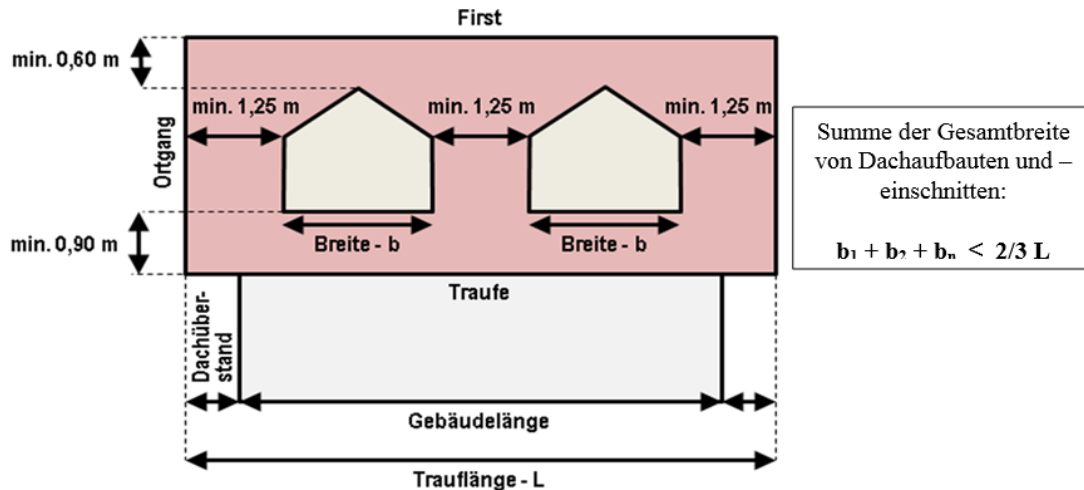 First
min. 0,60 m
min. 1,25 m
min. 1,25 m
min. 1,25 m
Ortgang
Summe der Gesamtbreite
von Dachaufbauten und –
einschnitten:
b₁ + b₂ + bₙ < 2/3 L
min. 0,90 m
Breite - b
Breite - b
Traufe
Dachüber-
stand
Gebäudelänge
Trauflänge - L